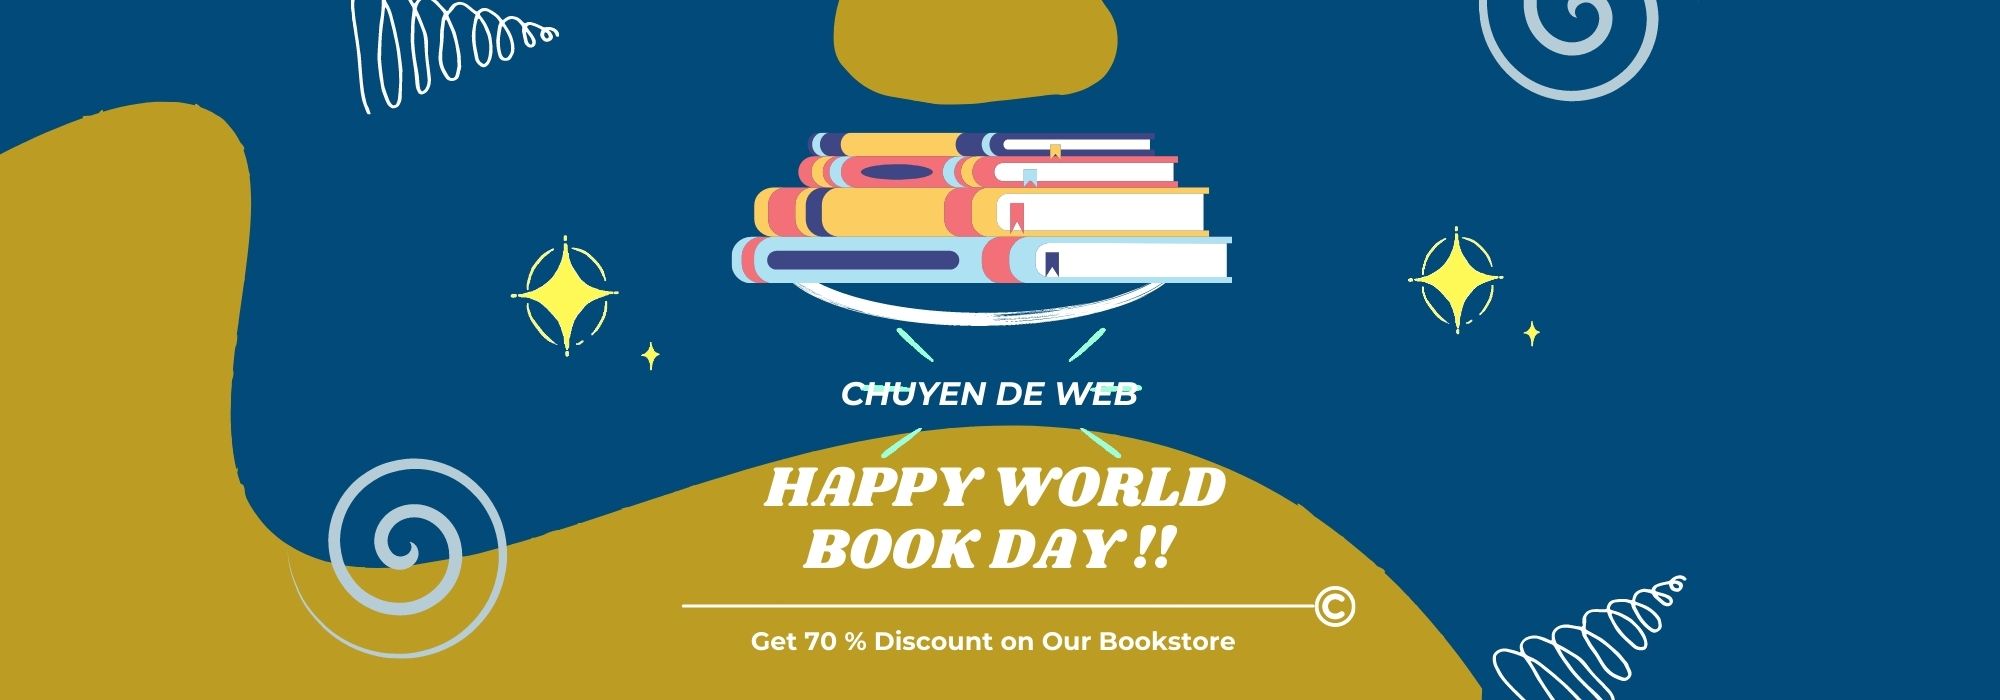 CHUYEN DE WEB
HAPPY WORLD
BOOK DAY !!
©
Get 70 % Discount on Our Bookstore